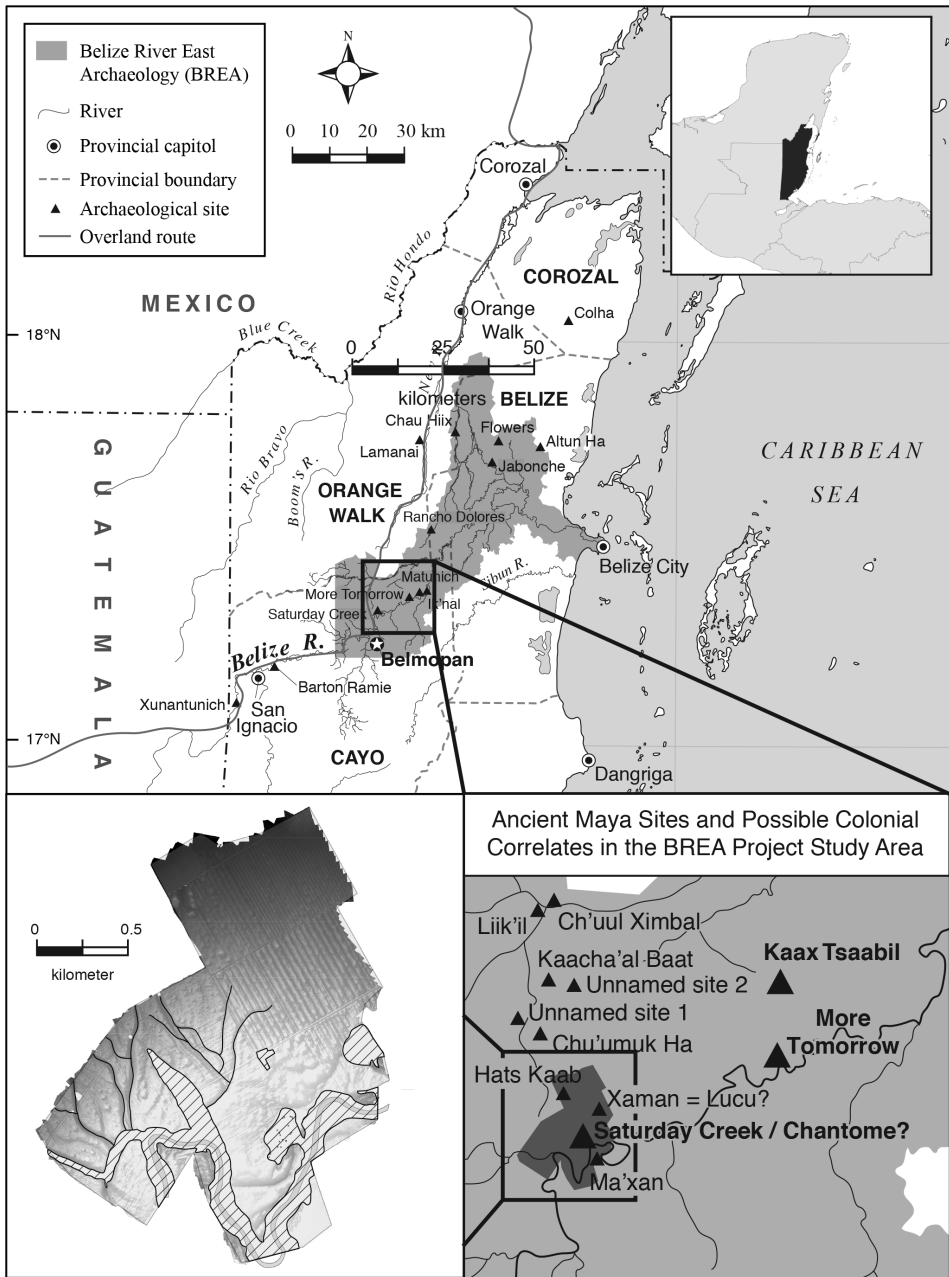 Belize River East
Archaeology (BREA)
River
Provincial capitol
Provincial boundary
Archaeological site
Overland route
N
0 10 20 30 km
Corozal
Rio Hondo
COROZAL
MEXICO
Orange
Walk
Colha
Blue Creek
18°N
0 25 50
New
kilometers
BELIZE
Chau Hiix
Flowers
Altun Ha
Lamanai
Jabonche
GUATEMALA
Rio Bravo
Boom's R.
CARIBBEAN
SEA
ORANGE
WALK
Rancho Dolores
Belize City
Matunich
Sibun R.
More Tomorrow
Ik'nal
Saturday Creek
Belize R.
Belmopan
Barton Ramie
Xunantunich
San
Ignacio
17°N
CAYO
Dangriga
0 0.5
kilometer
Ancient Maya Sites and Possible Colonial
Correlates in the BREA Project Study Area
Liik'il
Ch'uul Ximbal
Kaacha'al Baat
Kaax Tsaabil
Unnamed site 2
Unnamed site 1
More
Tomorrow
Chu'umuk Ha
Hats Kaab
Xaman = Lucu?
Saturday Creek / Chantome?
Ma'xan